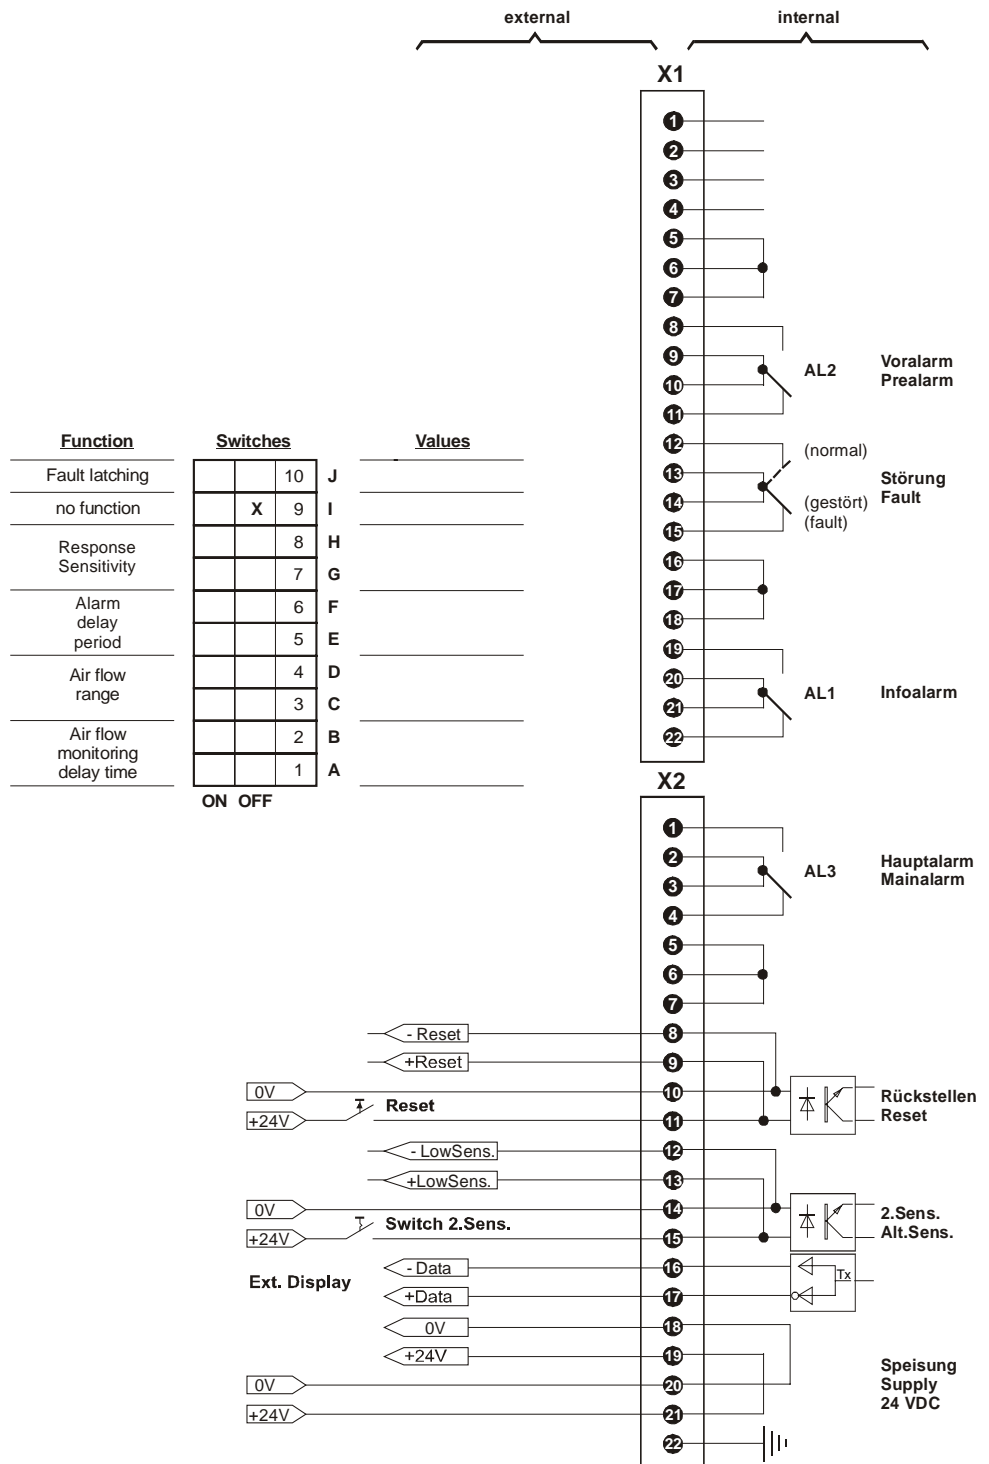 external internal
X1
1
2
3
4
5
6
7
8
9
10
11
AL2 Voralarm
Prealarm
12
13
14
15
(normal)
(gestört)
(fault)
Störung
Fault
16
17
18
19
20
21
22
AL1 Infoalarm
Function Switches Values
Fault latching 10 J
no function X 9 I
Response
Sensitivity
8 H
7 G
Alarm
delay
period
6 F
5 E
Air flow
range
4 D
3 C
Air flow
monitoring
delay time
2 B
1 A
ON OFF
X2
1
2
3
4
AL3 Hauptalarm
Mainalarm
5
6
7
- Reset 8
+Reset 9
0V 10
+24V Reset 11
Rückstellen
Reset
- LowSens. 12
+LowSens. 13
0V 14
+24V Switch 2.Sens. 15
2.Sens.
Alt.Sens.
Ext. Display
- Data 16
+Data 17
Tx
0V 18
+24V 19
0V 20
+24V 21
22
Speisung
Supply
24 VDC